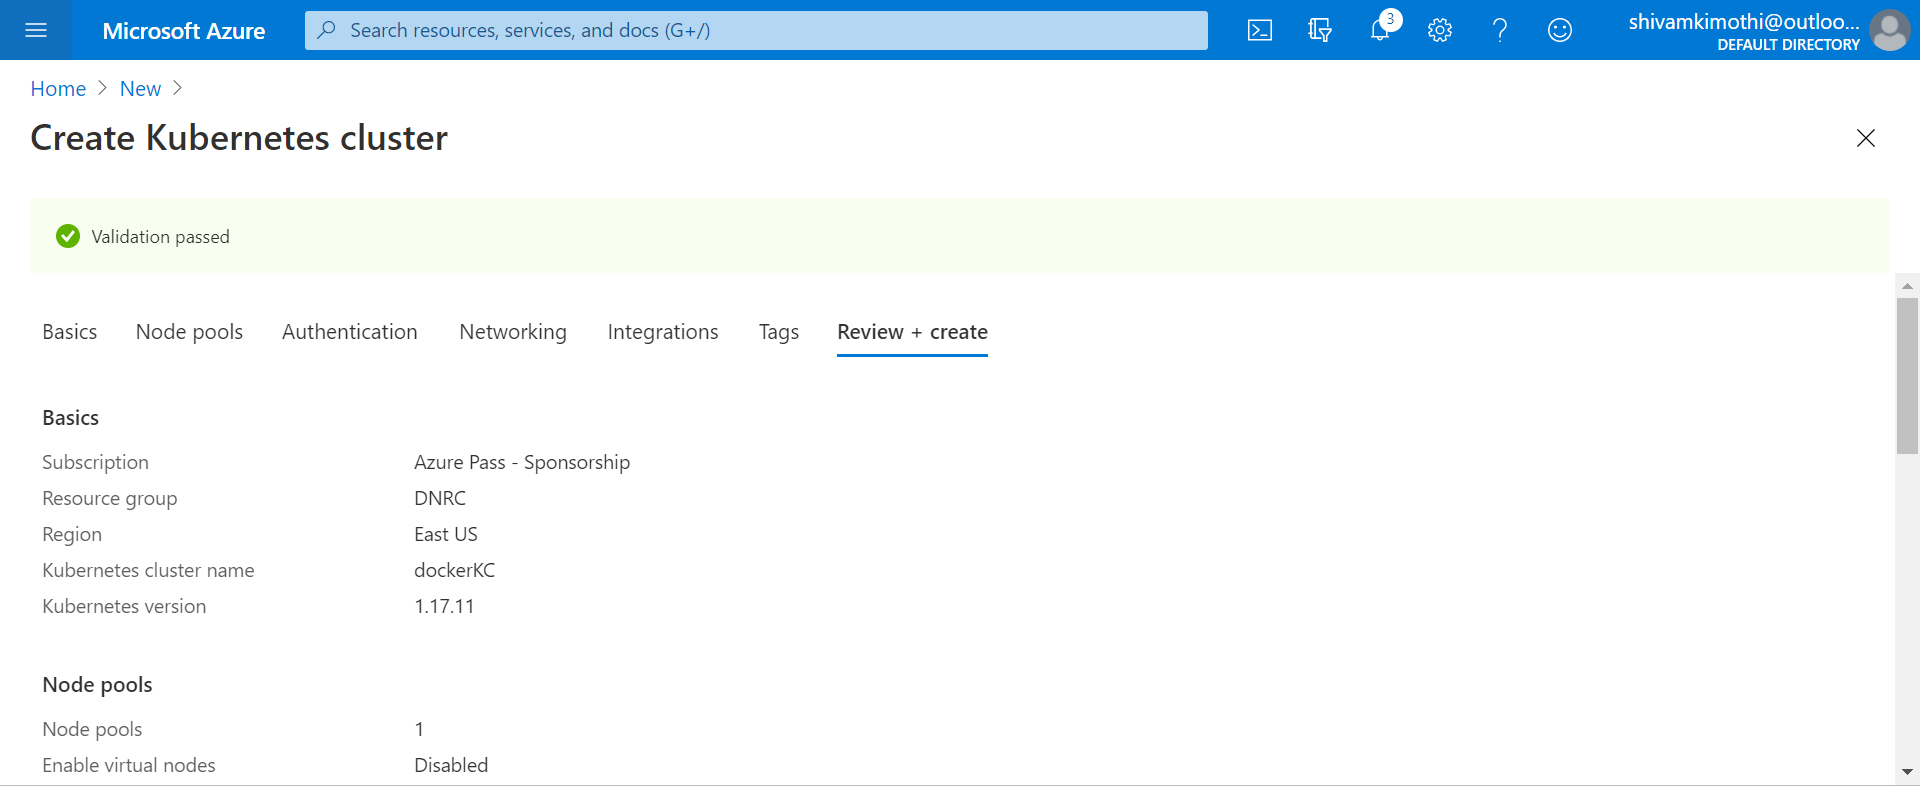 Microsoft Azure
Search resources, services, and docs (G+/)
3
shivamkimothi@outloo...
DEFAULT DIRECTORY
Home > New >
Create Kubernetes cluster
Validation passed
Basics Node pools Authentication Networking Integrations Tags Review + create
Basics
Subscription Azure Pass - Sponsorship
Resource group DNRC
Region East US
Kubernetes cluster name dockerKC
Kubernetes version 1.17.11
Node pools
Node pools 1
Enable virtual nodes Disabled